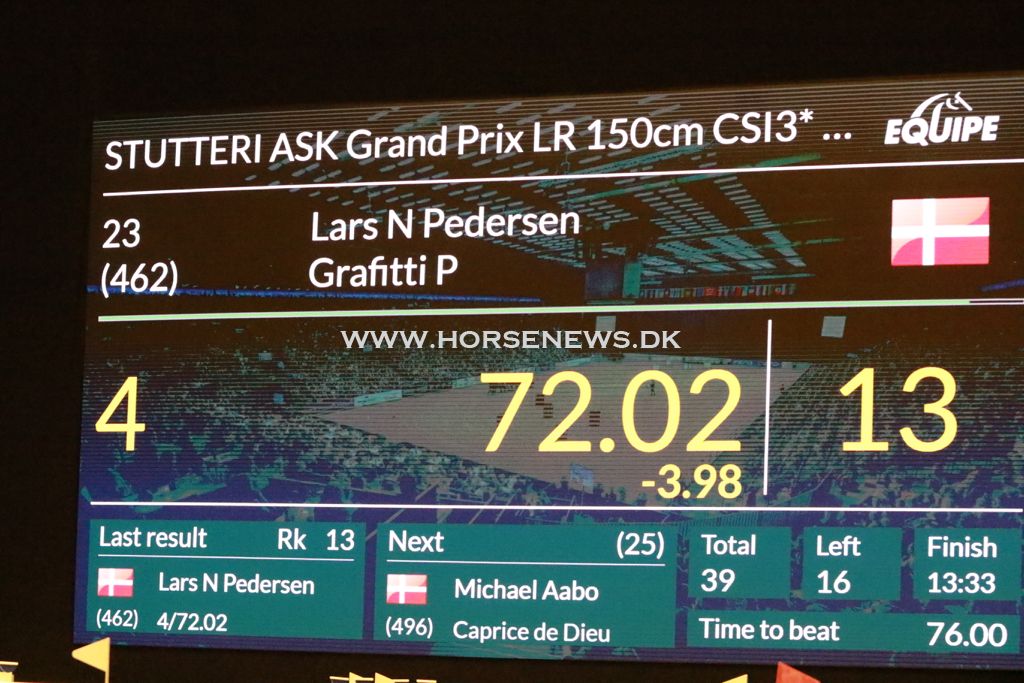 STUTTERI ASK Grand Prix LR 150cm CSI3* ... EQUIPE
23 Lars N Pedersen
(462) Grafitti P
WWW.HORSENEWS.DK
4 72.02 13
-3.98
Last result Rk 13
Lars N Pedersen
(462) 4/72.02
Next (25)
Michael Aabo
(496) Caprice de Dieu
Total
39
Left
16
Finish
13:33
Time to beat 76.00